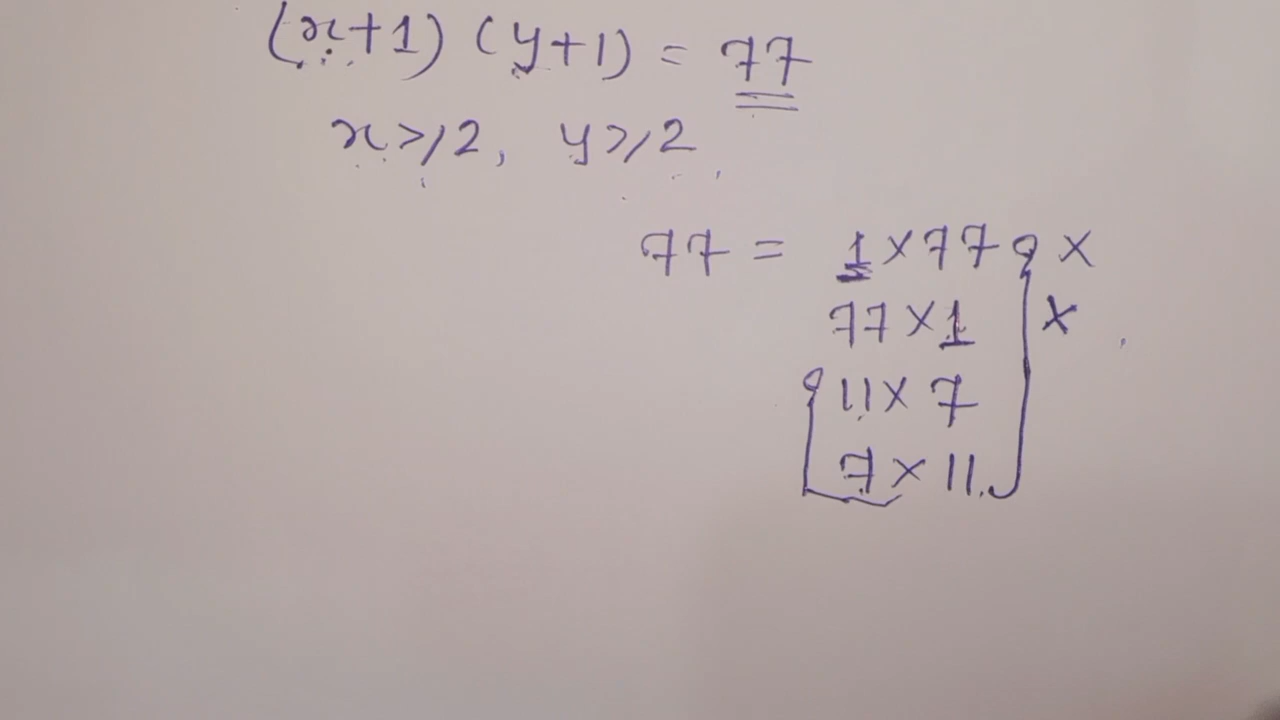 (x+1) (y+1) = 77
x⩾2, y⩾2
77 = 1×77 ×
77×1 ×
11×7
7×11